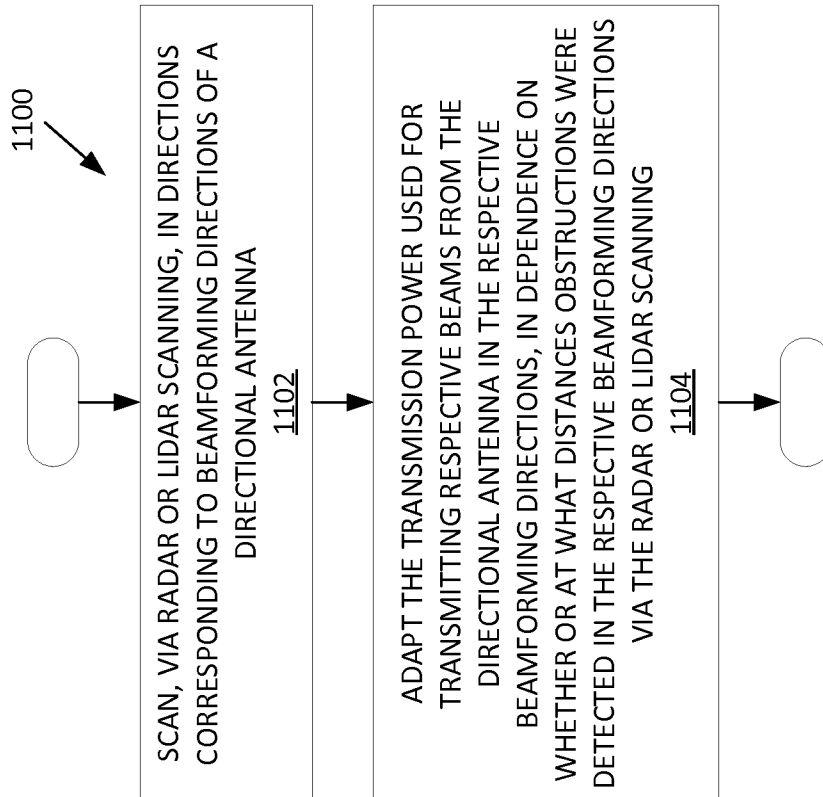 1100
SCAN, VIA RADAR OR LIDAR SCANNING, IN DIRECTIONS
CORRESPONDING TO BEAMFORMING DIRECTIONS OF A
DIRECTIONAL ANTENNA
1102
ADAPT THE TRANSMISSION POWER USED FOR
TRANSMITTING RESPECTIVE BEAMS FROM THE
DIRECTIONAL ANTENNA IN THE RESPECTIVE
BEAMFORMING DIRECTIONS, IN DEPENDENCE ON
WHETHER OR AT WHAT DISTANCES OBSTRUCTIONS WERE
DETECTED IN THE RESPECTIVE BEAMFORMING DIRECTIONS
VIA THE RADAR OR LIDAR SCANNING
1104